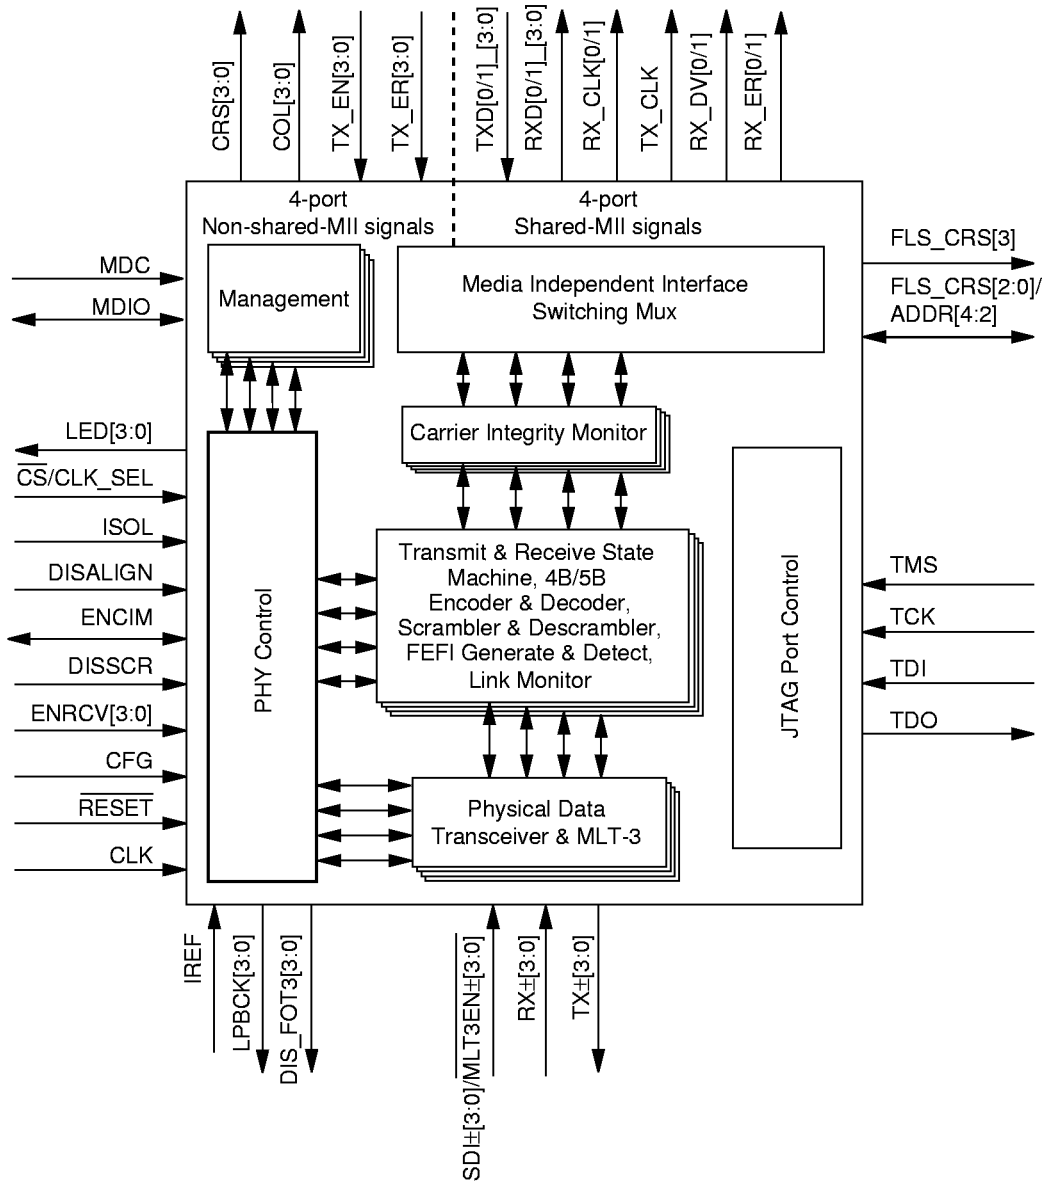 CRS[3:0]
COL[3:0]
TX_EN[3:0]
TX_ER[3:0]
TXD[0/1]_[3:0]
RXD[0/1]_[3:0]
RX_CLK[0/1]
TX_CLK
RX_DV[0/1]
RX_ER[0/1]
4-port
Non-shared-MII signals
4-port
Shared-MII signals
MDC
MDIO
Management
Media Independent Interface
Switching Mux
FLS_CRS[3]
FLS_CRS[2:0]/
ADDR[4:2]
Carrier Integrity Monitor
LED[3:0]
C̅S̅/CLK_SEL
ISOL
DISALIGN
ENCIM
DISSCR
ENRCV[3:0]
CFG
R̅E̅S̅E̅T̅
CLK
PHY Control
Transmit & Receive State
Machine, 4B/5B
Encoder & Decoder,
Scrambler & Descrambler,
FEFI Generate & Detect,
Link Monitor
Physical Data
Transceiver & MLT-3
JTAG Port Control
TMS
TCK
TDI
TDO
IREF
LPBCK[3:0]
DIS_FOT3[3:0]
SDI±[3:0]/M̅L̅T̅3̅E̅N̅±̅[̅3̅:̅0̅]̅
RX±[3:0]
TX±[3:0]